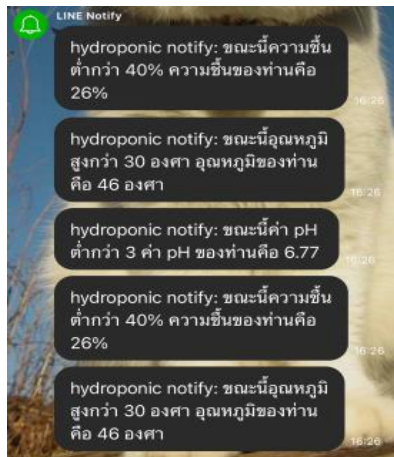 LINE Notify
hydroponic notify: ขณะนี้ความชื้น
ต่ำกว่า 40% ความชื้นของท่านคือ
26%
16:26
hydroponic notify: ขณะนี้อุณหภูมิ
สูงกว่า 30 องศา อุณหภูมิของท่าน
คือ 46 องศา
16:26
hydroponic notify: ขณะนี้ค่า pH
ต่ำกว่า 3 ค่า pH ของท่านคือ 6.77
16:26
hydroponic notify: ขณะนี้ความชื้น
ต่ำกว่า 40% ความชื้นของท่านคือ
26%
16:26
hydroponic notify: ขณะนี้อุณหภูมิ
สูงกว่า 30 องศา อุณหภูมิของท่าน
คือ 46 องศา
16:26